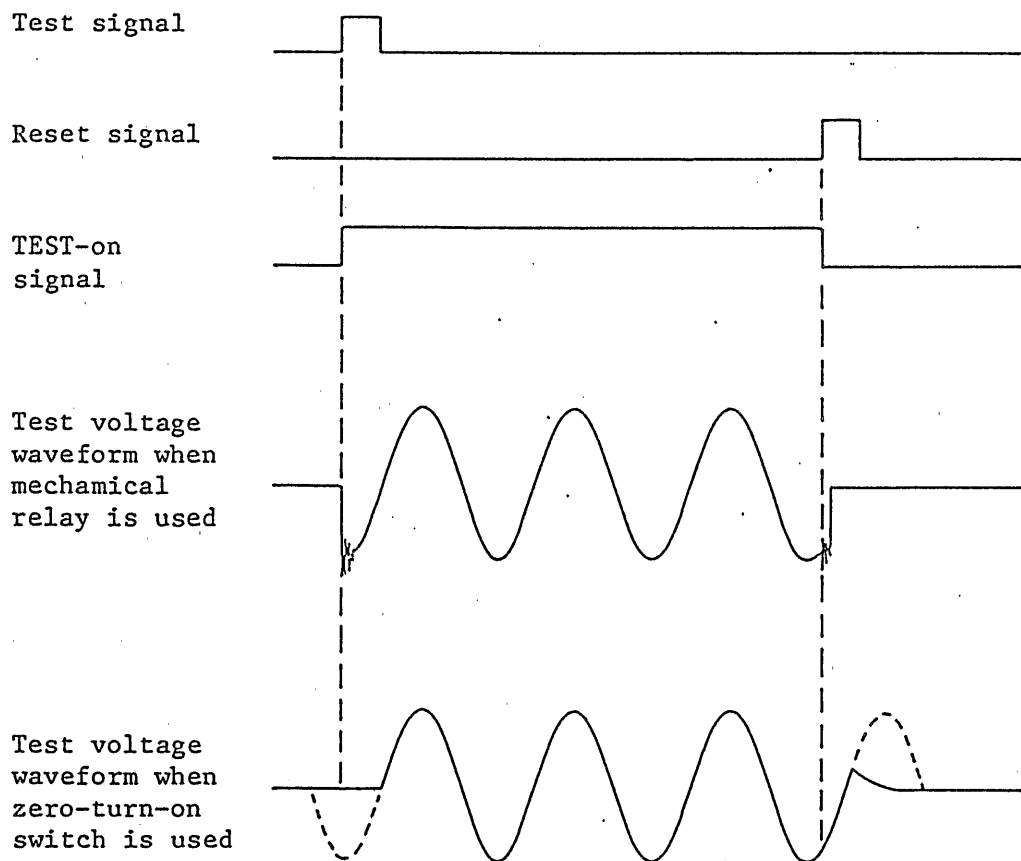 Test signal
Reset signal
TEST-on
signal
Test voltage
waveform when
mechamical
relay is used
Test voltage
waveform when
zero-turn-on
switch is used